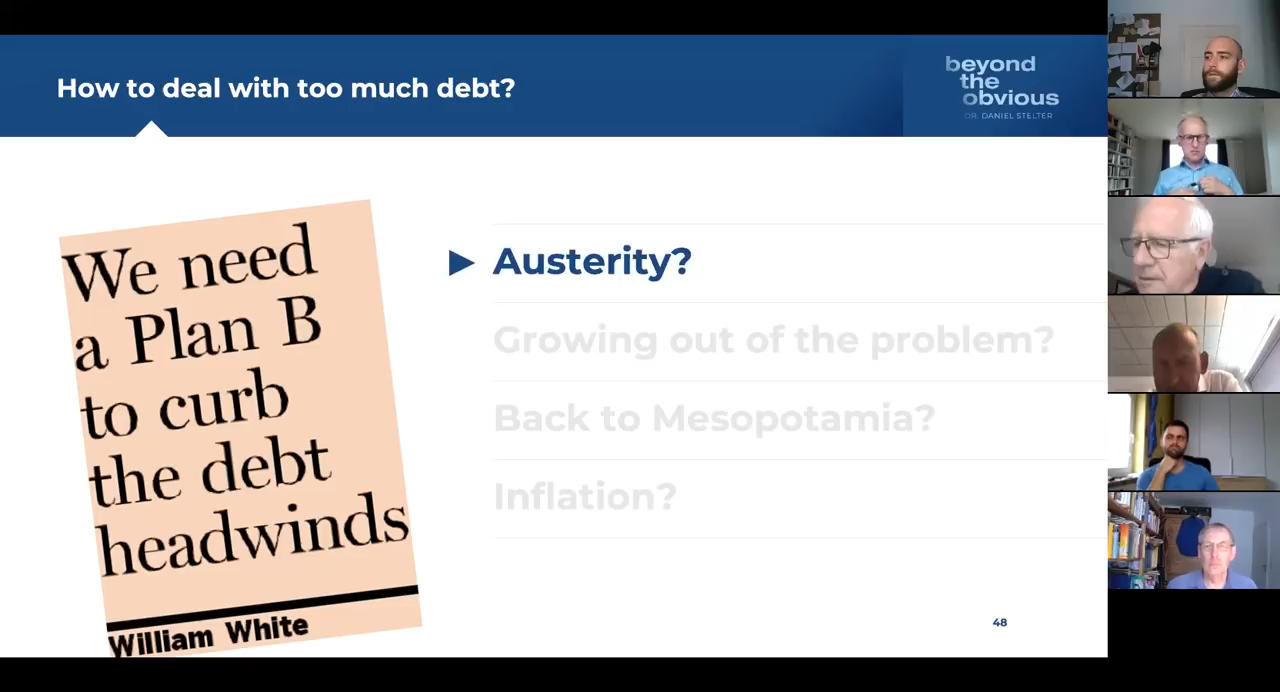 How to deal with too much debt?
beyond
the
obvious
DR. DANIEL STELTER
We need
a Plan B
to curb
the debt
headwinds
William White
Austerity?
Growing out of the problem?
Back to Mesopotamia?
Inflation?
48